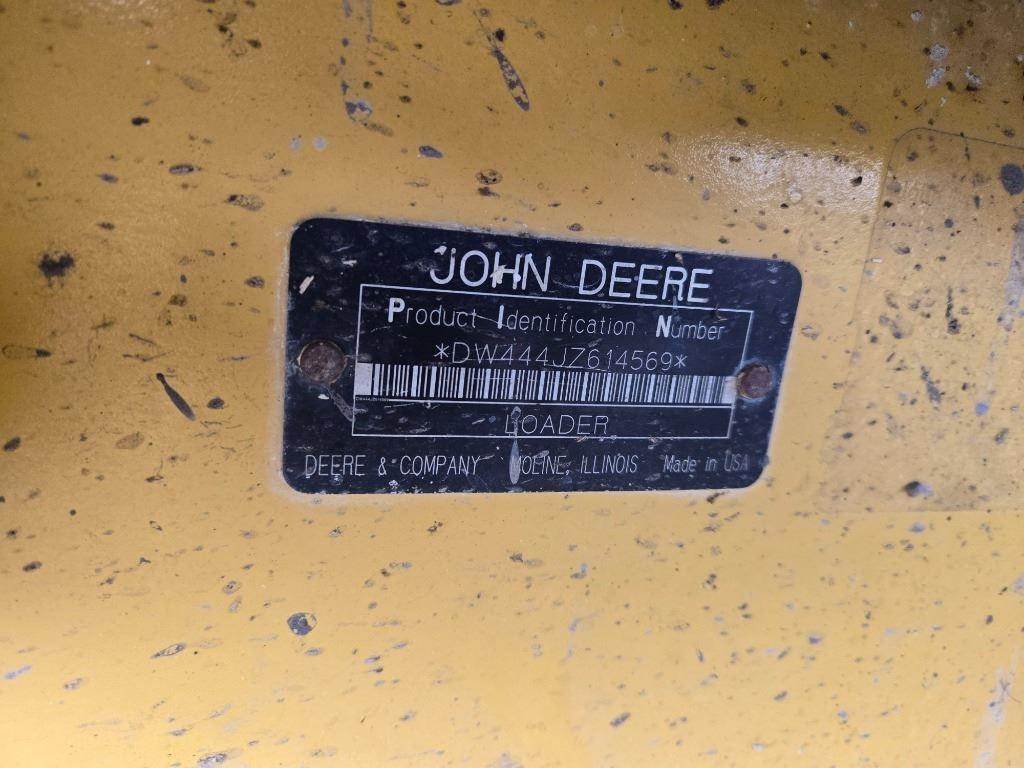 JOHN DEERE
Product Identification Number
*DW444JZ614569*
LOADER
DEERE & COMPANY MOLINE, ILLINOIS Made in USA